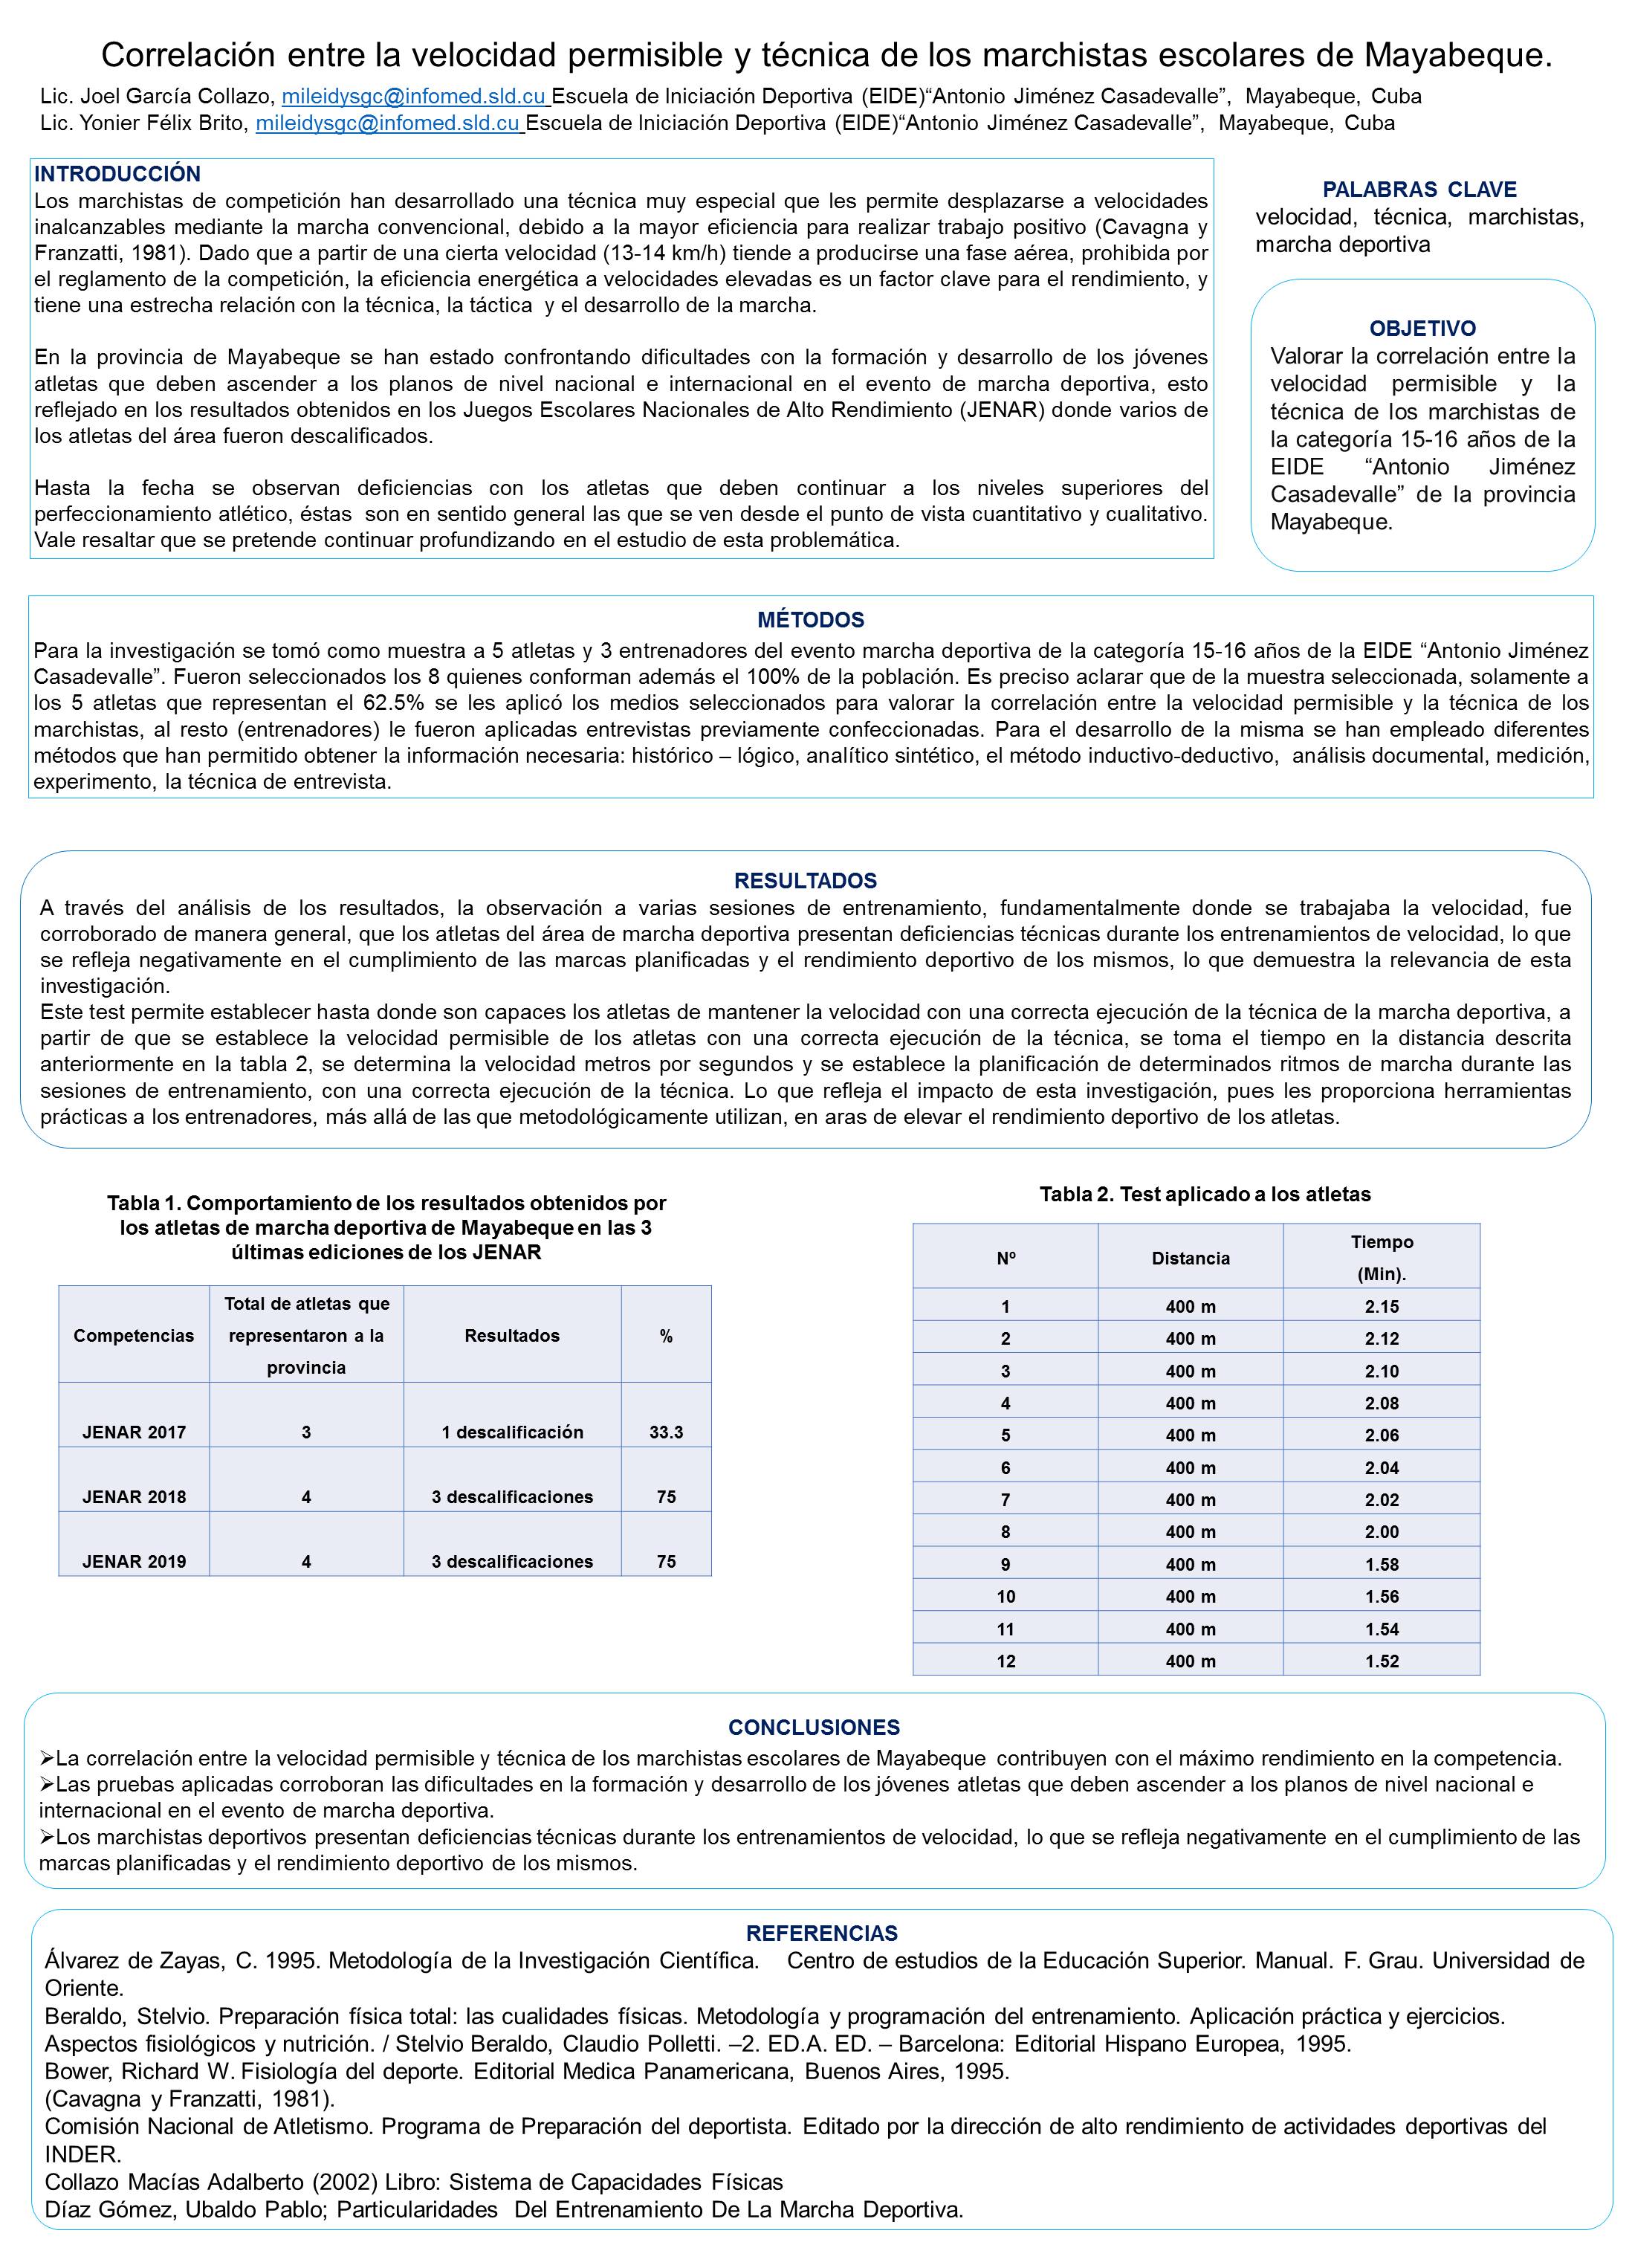 Correlación entre la velocidad permisible y técnica de los marchistas escolares de Mayabeque.
Lic. Joel García Collazo, mileidysgc@infomed.sld.cu Escuela de Iniciación Deportiva (EIDE)“Antonio Jiménez Casadevalle”, Mayabeque, Cuba
Lic. Yonier Félix Brito, mileidysgc@infomed.sld.cu Escuela de Iniciación Deportiva (EIDE)“Antonio Jiménez Casadevalle”, Mayabeque, Cuba
INTRODUCCIÓN
Los marchistas de competición han desarrollado una técnica muy especial que les permite desplazarse a velocidades
inalcanzables mediante la marcha convencional, debido a la mayor eficiencia para realizar trabajo positivo (Cavagna y
Franzatti, 1981). Dado que a partir de una cierta velocidad (13-14 km/h) tiende a producirse una fase aérea, prohibida por
el reglamento de la competición, la eficiencia energética a velocidades elevadas es un factor clave para el rendimiento, y
tiene una estrecha relación con la técnica, la táctica y el desarrollo de la marcha.
En la provincia de Mayabeque se han estado confrontando dificultades con la formación y desarrollo de los jóvenes
atletas que deben ascender a los planos de nivel nacional e internacional en el evento de marcha deportiva, esto
reflejado en los resultados obtenidos en los Juegos Escolares Nacionales de Alto Rendimiento (JENAR) donde varios de
los atletas del área fueron descalificados.
Hasta la fecha se observan deficiencias con los atletas que deben continuar a los niveles superiores del
perfeccionamiento atlético, éstas son en sentido general las que se ven desde el punto de vista cuantitativo y cualitativo.
Vale resaltar que se pretende continuar profundizando en el estudio de esta problemática.
PALABRAS CLAVE
velocidad, técnica, marchistas,
marcha deportiva
OBJETIVO
Valorar la correlación entre la
velocidad permisible y la
técnica de los marchistas de
la categoría 15-16 años de la
EIDE “Antonio Jiménez
Casadevalle” de la provincia
Mayabeque.
MÉTODOS
Para la investigación se tomó como muestra a 5 atletas y 3 entrenadores del evento marcha deportiva de la categoría 15-16 años de la EIDE “Antonio Jiménez
Casadevalle”. Fueron seleccionados los 8 quienes conforman además el 100% de la población. Es preciso aclarar que de la muestra seleccionada, solamente a
los 5 atletas que representan el 62.5% se les aplicó los medios seleccionados para valorar la correlación entre la velocidad permisible y la técnica de los
marchistas, al resto (entrenadores) le fueron aplicadas entrevistas previamente confeccionadas. Para el desarrollo de la misma se han empleado diferentes
métodos que han permitido obtener la información necesaria: histórico – lógico, analítico sintético, el método inductivo-deductivo, análisis documental, medición,
experimento, la técnica de entrevista.
RESULTADOS
A través del análisis de los resultados, la observación a varias sesiones de entrenamiento, fundamentalmente donde se trabajaba la velocidad, fue
corroborado de manera general, que los atletas del área de marcha deportiva presentan deficiencias técnicas durante los entrenamientos de velocidad, lo que
se refleja negativamente en el cumplimiento de las marcas planificadas y el rendimiento deportivo de los mismos, lo que demuestra la relevancia de esta
investigación.
Este test permite establecer hasta donde son capaces los atletas de mantener la velocidad con una correcta ejecución de la técnica de la marcha deportiva, a
partir de que se establece la velocidad permisible de los atletas con una correcta ejecución de la técnica, se toma el tiempo en la distancia descrita
anteriormente en la tabla 2, se determina la velocidad metros por segundos y se establece la planificación de determinados ritmos de marcha durante las
sesiones de entrenamiento, con una correcta ejecución de la técnica. Lo que refleja el impacto de esta investigación, pues les proporciona herramientas
prácticas a los entrenadores, más allá de las que metodológicamente utilizan, en aras de elevar el rendimiento deportivo de los atletas.
Tabla 1. Comportamiento de los resultados obtenidos por
los atletas de marcha deportiva de Mayabeque en las 3
últimas ediciones de los JENAR
Competencias Total de atletas que representaron a la provincia Resultados %
JENAR 2017 3 1 descalificación 33.3
JENAR 2018 4 3 descalificaciones 75
JENAR 2019 4 3 descalificaciones 75
Tabla 2. Test aplicado a los atletas
Nº Distancia Tiempo (Min).
1 400 m 2.15
2 400 m 2.12
3 400 m 2.10
4 400 m 2.08
5 400 m 2.06
6 400 m 2.04
7 400 m 2.02
8 400 m 2.00
9 400 m 1.58
10 400 m 1.56
11 400 m 1.54
12 400 m 1.52
CONCLUSIONES
➢La correlación entre la velocidad permisible y técnica de los marchistas escolares de Mayabeque contribuyen con el máximo rendimiento en la competencia.
➢Las pruebas aplicadas corroboran las dificultades en la formación y desarrollo de los jóvenes atletas que deben ascender a los planos de nivel nacional e
internacional en el evento de marcha deportiva.
➢Los marchistas deportivos presentan deficiencias técnicas durante los entrenamientos de velocidad, lo que se refleja negativamente en el cumplimiento de las
marcas planificadas y el rendimiento deportivo de los mismos.
REFERENCIAS
Álvarez de Zayas, C. 1995. Metodología de la Investigación Científica. Centro de estudios de la Educación Superior. Manual. F. Grau. Universidad de
Oriente.
Beraldo, Stelvio. Preparación física total: las cualidades físicas. Metodología y programación del entrenamiento. Aplicación práctica y ejercicios.
Aspectos fisiológicos y nutrición. / Stelvio Beraldo, Claudio Polletti. –2. ED.A. ED. – Barcelona: Editorial Hispano Europea, 1995.
Bower, Richard W. Fisiología del deporte. Editorial Medica Panamericana, Buenos Aires, 1995.
(Cavagna y Franzatti, 1981).
Comisión Nacional de Atletismo. Programa de Preparación del deportista. Editado por la dirección de alto rendimiento de actividades deportivas del
INDER.
Collazo Macías Adalberto (2002) Libro: Sistema de Capacidades Físicas
Díaz Gómez, Ubaldo Pablo; Particularidades Del Entrenamiento De La Marcha Deportiva.